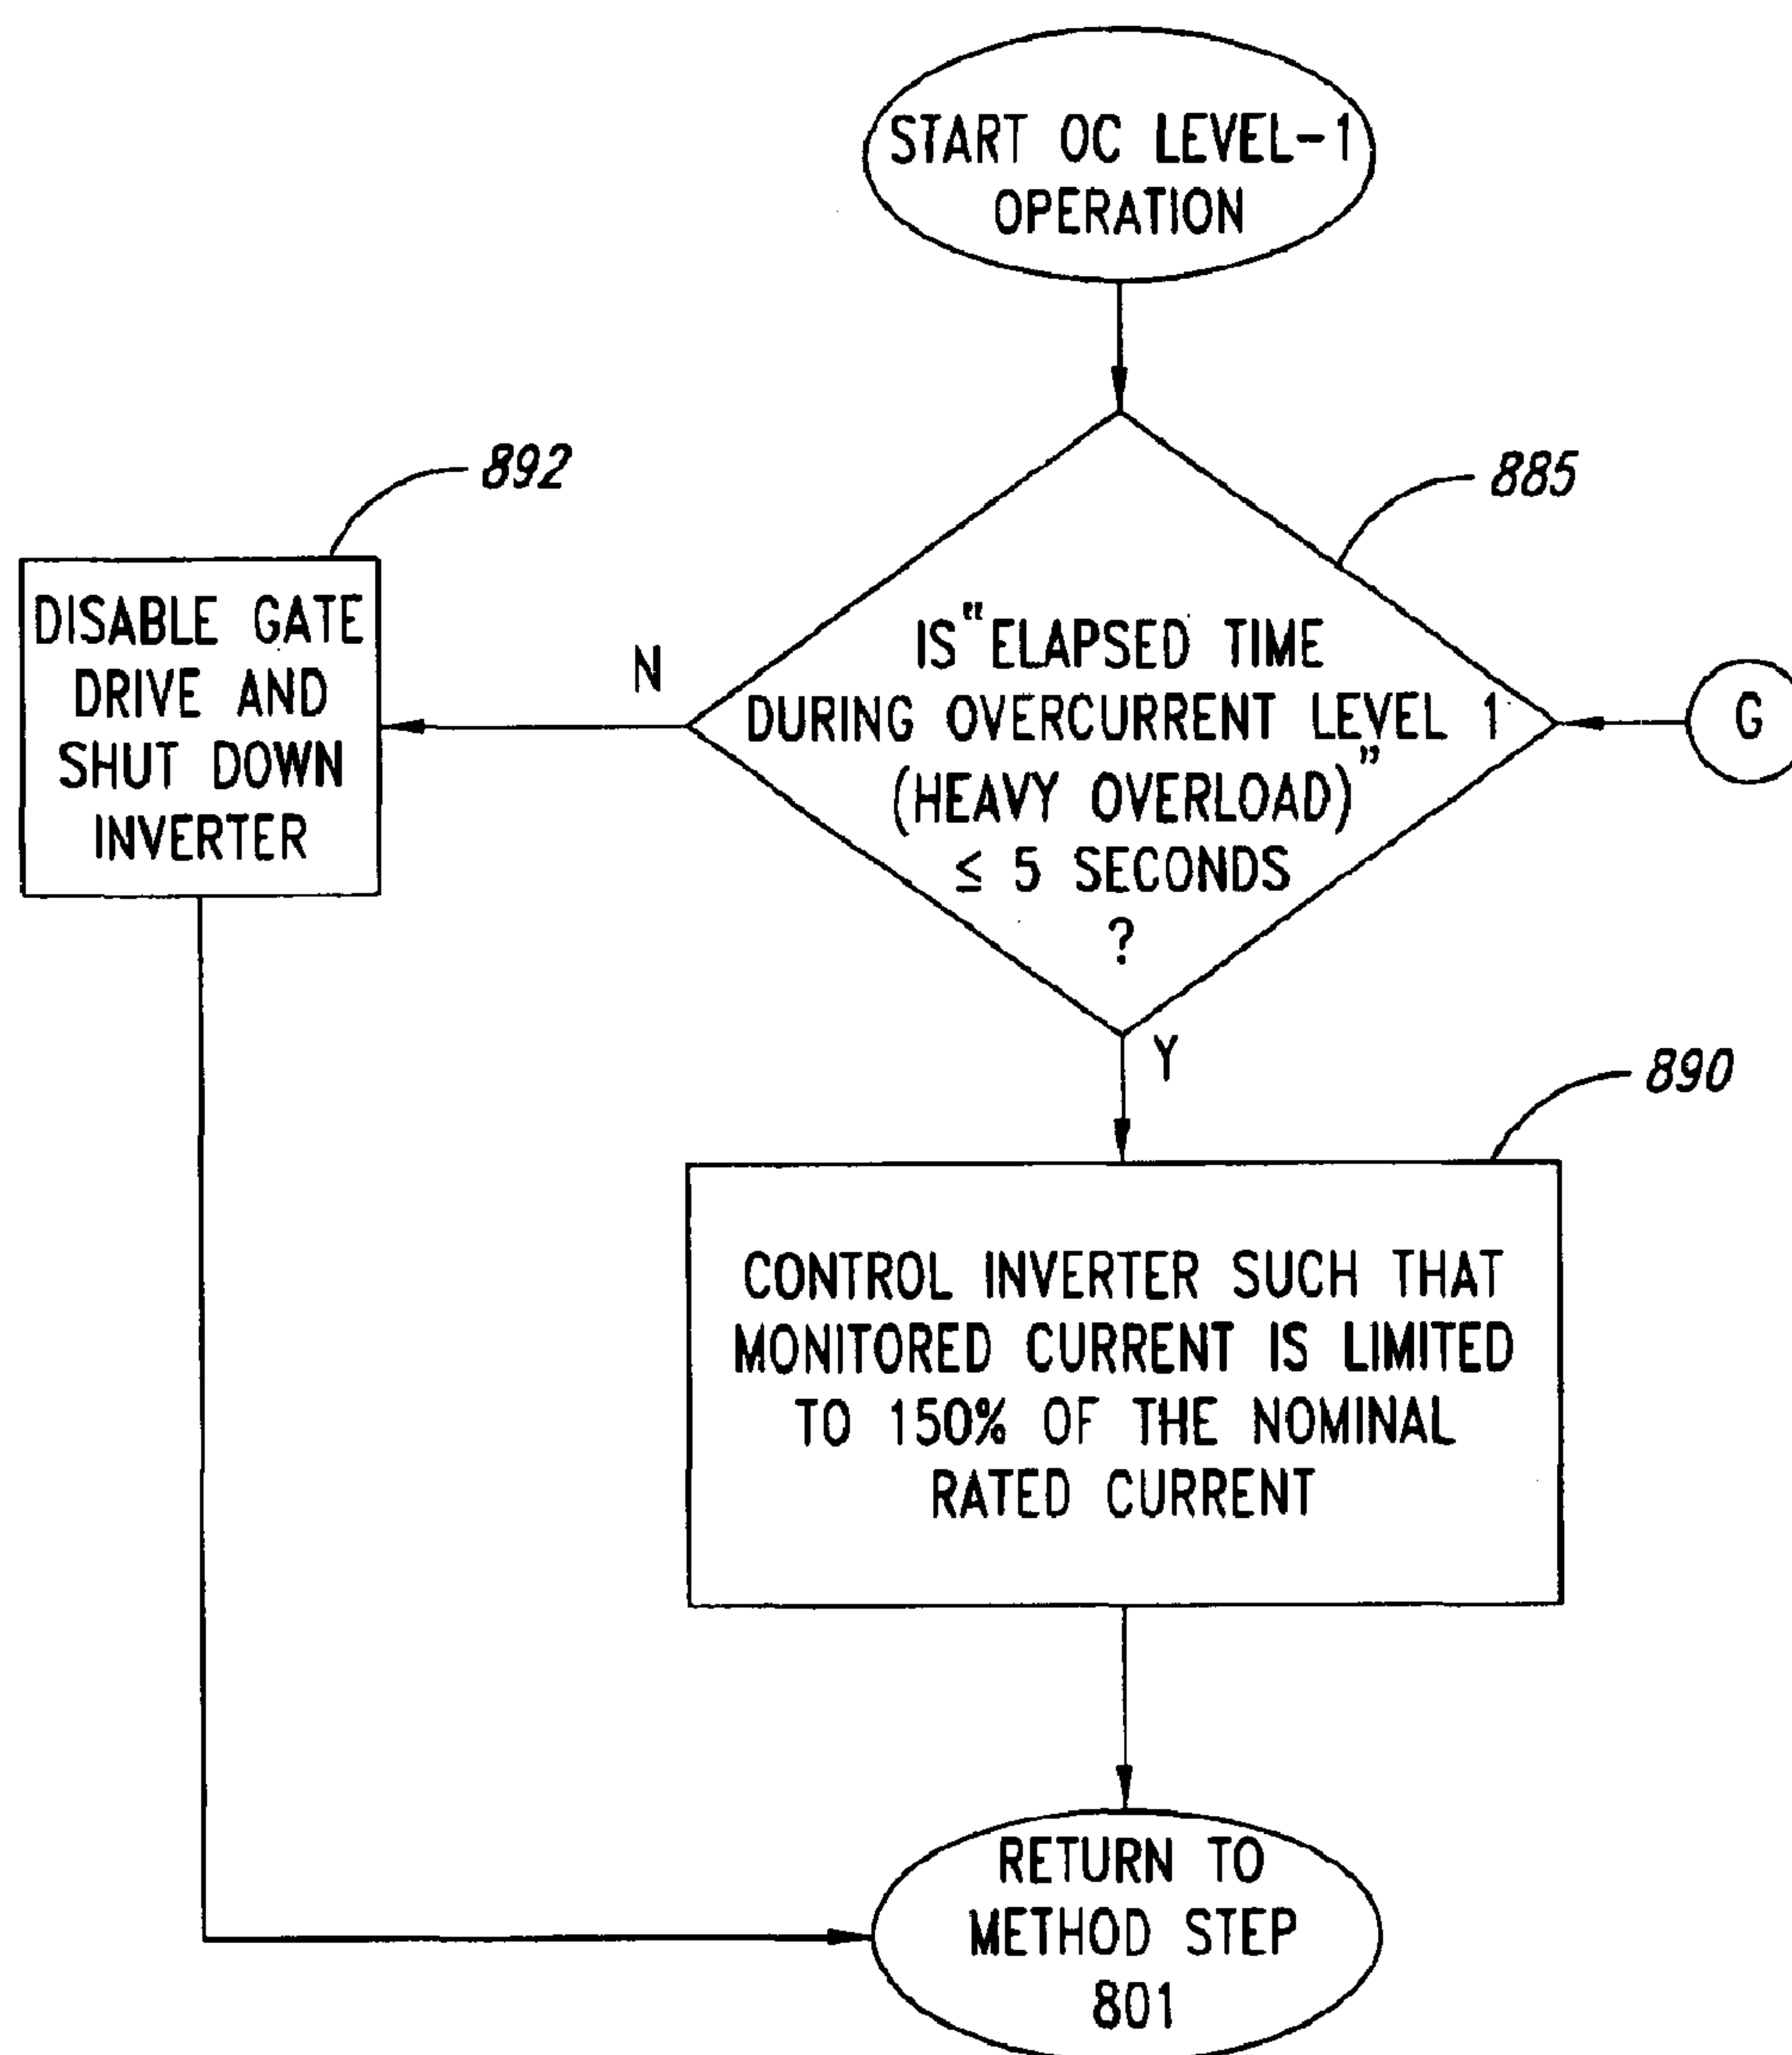 START OC LEVEL-1
OPERATION
892
885
DISABLE GATE
DRIVE AND
SHUT DOWN
INVERTER
N
IS "ELAPSED TIME
DURING OVERCURRENT LEVEL 1
(HEAVY OVERLOAD)"
≤ 5 SECONDS
?
G
Y
890
CONTROL INVERTER SUCH THAT
MONITORED CURRENT IS LIMITED
TO 150% OF THE NOMINAL
RATED CURRENT
RETURN TO
METHOD STEP
801